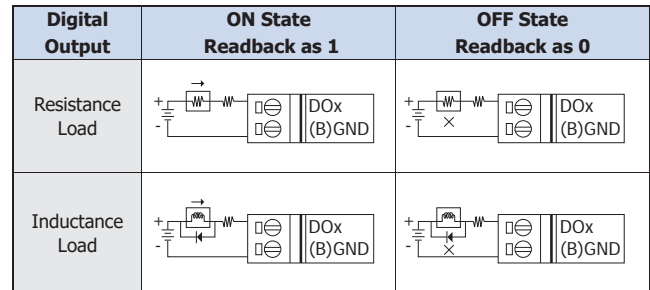 Digital Output
ON State Readback as 1
OFF State Readback as 0
Resistance Load
+
-
DOx
(B)GND
+
-
DOx
(B)GND
Inductance Load
+
-
DOx
(B)GND
+
-
DOx
(B)GND